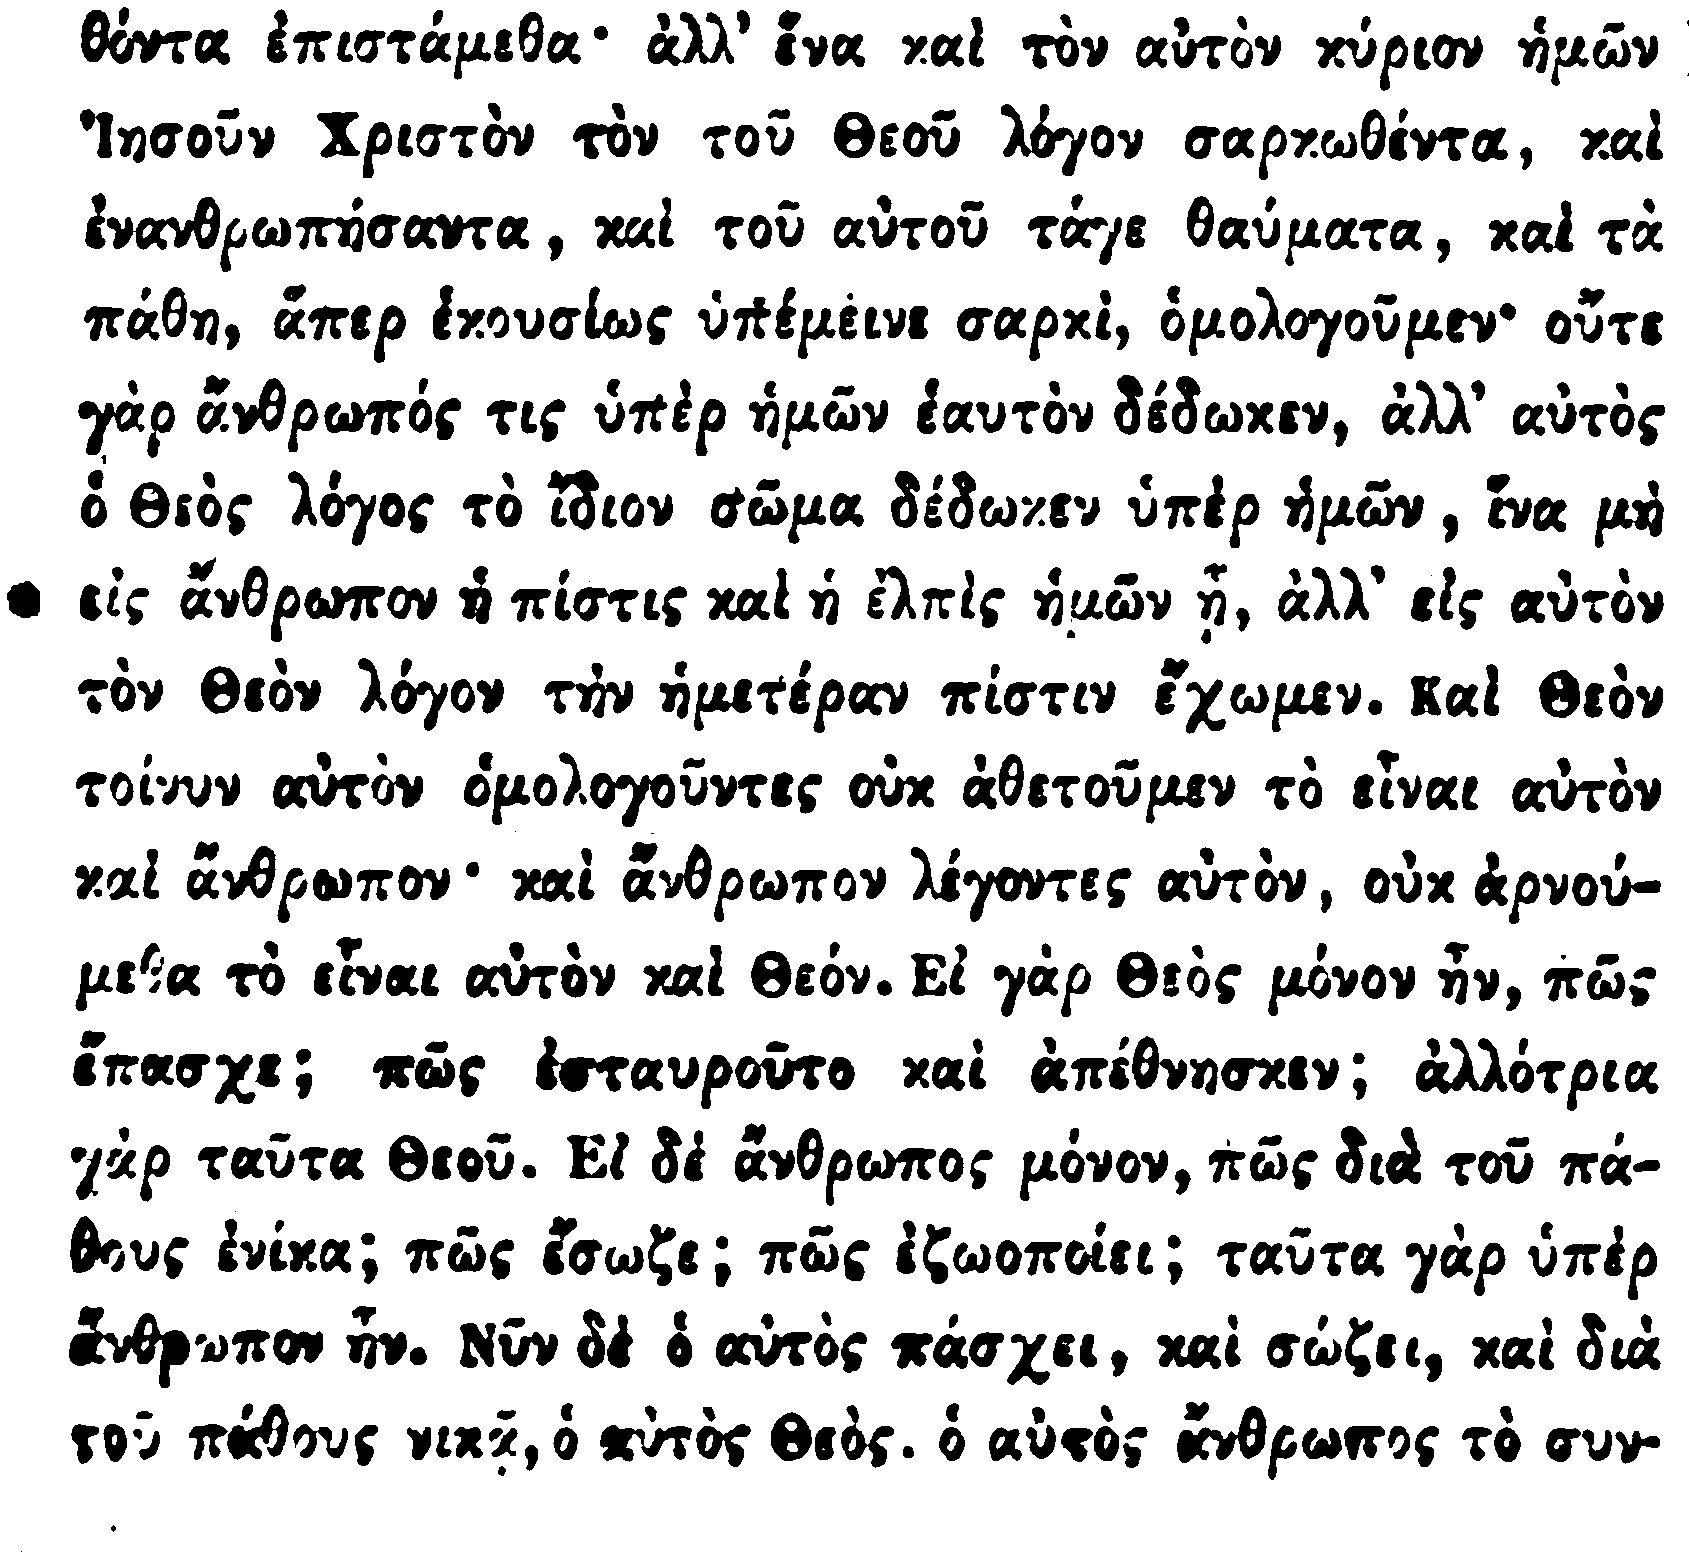 θόντα ἐπιστάμεθα· ἀλλ’ ἕνα καὶ τὸν αὐτὸν κύριον ἡμῶν
Ἰησοῦν Χριστὸν τὸν τοῦ Θεοῦ λόγον σαρκωθέντα, καὶ
ἐνανθρωπήσαντα, καὶ τοῦ αὐτοῦ τάγε θαύματα, καὶ τὰ
πάθη, ἅπερ ἑκουσίως ὑπέμεινε σαρκὶ, ὁμολογοῦμεν· οὔτε
γὰρ ἄνθρωπός τις ὑπὲρ ἡμῶν ἑαυτὸν δέδωκεν, ἀλλ’ αὐτὸς
ὁ Θεὸς λόγος τὸ ἴδιον σῶμα δέδωκεν ὑπὲρ ἡμῶν, ἵνα μὴ
εἰς ἄνθρωπον ἡ πίστις καὶ ἡ ἐλπὶς ἡμῶν ᾖ, ἀλλ’ εἰς αὐτὸν
τὸν Θεὸν λόγον τὴν ἡμετέραν πίστιν ἔχωμεν. Καὶ Θεὸν
τοίνυν αὐτὸν ὁμολογοῦντες οὐκ ἀθετοῦμεν τὸ εἶναι αὐτὸν
καὶ ἄνθρωπον· καὶ ἄνθρωπον λέγοντες αὐτὸν, οὐκ ἀρνού-
μεθα τὸ εἶναι αὐτὸν καὶ Θεόν. Εἰ γὰρ Θεὸς μόνον ἦν, πῶς
ἔπασχε; πῶς ἐσταυροῦτο καὶ ἀπέθνησκεν; ἀλλότρια
γὰρ ταῦτα Θεοῦ. Εἰ δὲ ἄνθρωπος μόνον, πῶς διὰ τοῦ πά-
θους ἐνίκα; πῶς ἔσωζε; πῶς ἐζωοποίει; ταῦτα γὰρ ὑπὲρ
ἄνθρωπον ἦν. Νῦν δὲ ὁ αὐτὸς πάσχει, καὶ σώζει, καὶ διὰ
τοῦ πάθους νικᾷ, ὁ αὐτὸς Θεὸς. ὁ αὐτὸς ἄνθρωπος τὸ συν-